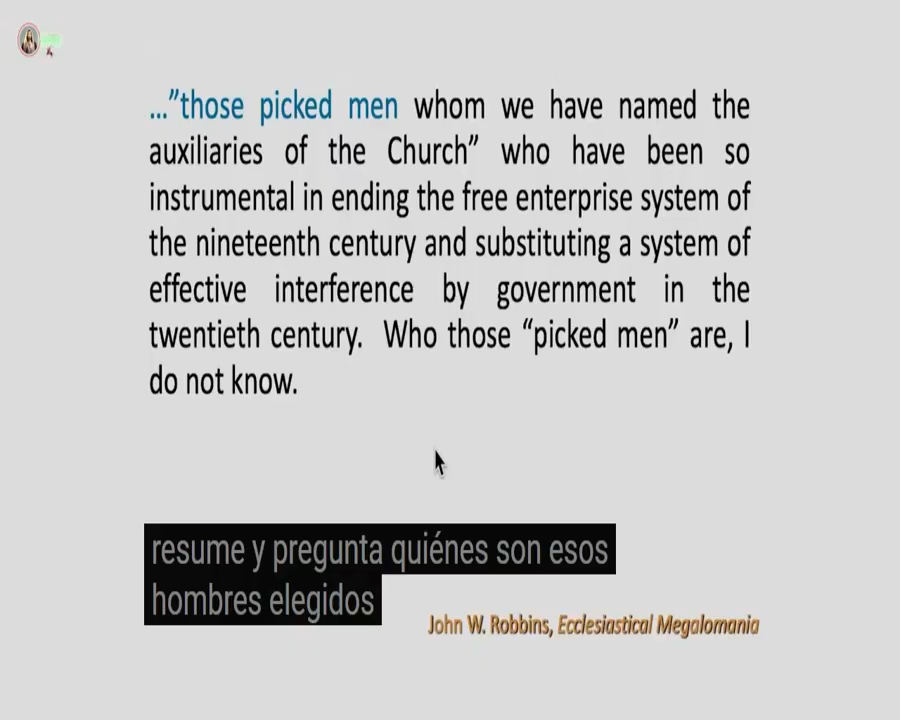 …”those picked men whom we have named the
auxiliaries of the Church” who have been so
instrumental in ending the free enterprise system of
the nineteenth century and substituting a system of
effective interference by government in the
twentieth century.  Who those “picked men” are, I
do not know.
resume y pregunta quiénes son esos
hombres elegidos
John W. Robbins, Ecclesiastical Megalomania